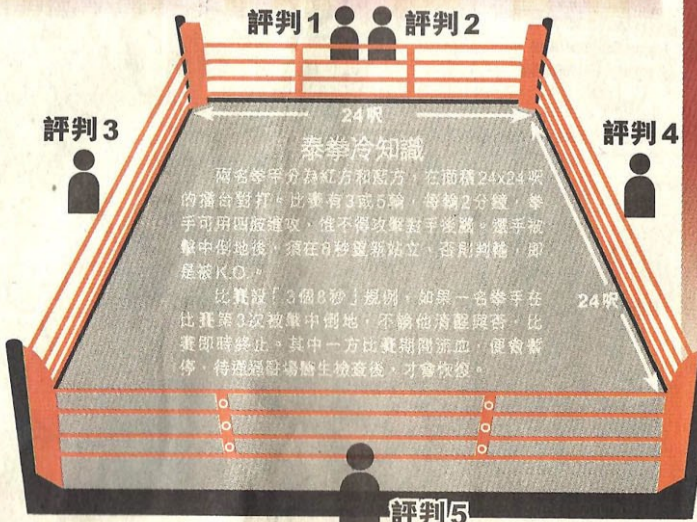 評判1 評判2
24呎
評判3
評判4
泰拳冷知識
兩名拳手分為紅方和藍方，在面積24x24呎
的擂台對打。比賽有3或5輪，每輪2分鐘，拳
手可用四肢進攻，惟不得攻擊對手後腦。選手被
擊中倒地後，須在8秒重新站立，否則判輸，即
是被K.O.。
比賽設「3個8秒」規例，如果一名拳手在
比賽第3次被擊中倒地，不論他清醒與否，比
賽即時終止。其中一方比賽期間流血，便會暫
停，待通過駐場醫生檢查後，才會恢復。
24呎
評判5